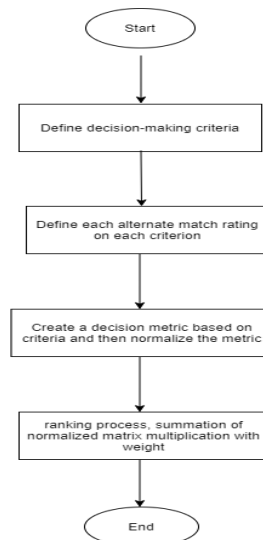 Start
Define decision-making criteria
Define each alternate match rating
on each criterion
Create a decision metric based on
criteria and then normalize the metric
ranking process, summation of
normalized matrix multiplication with
weight
End